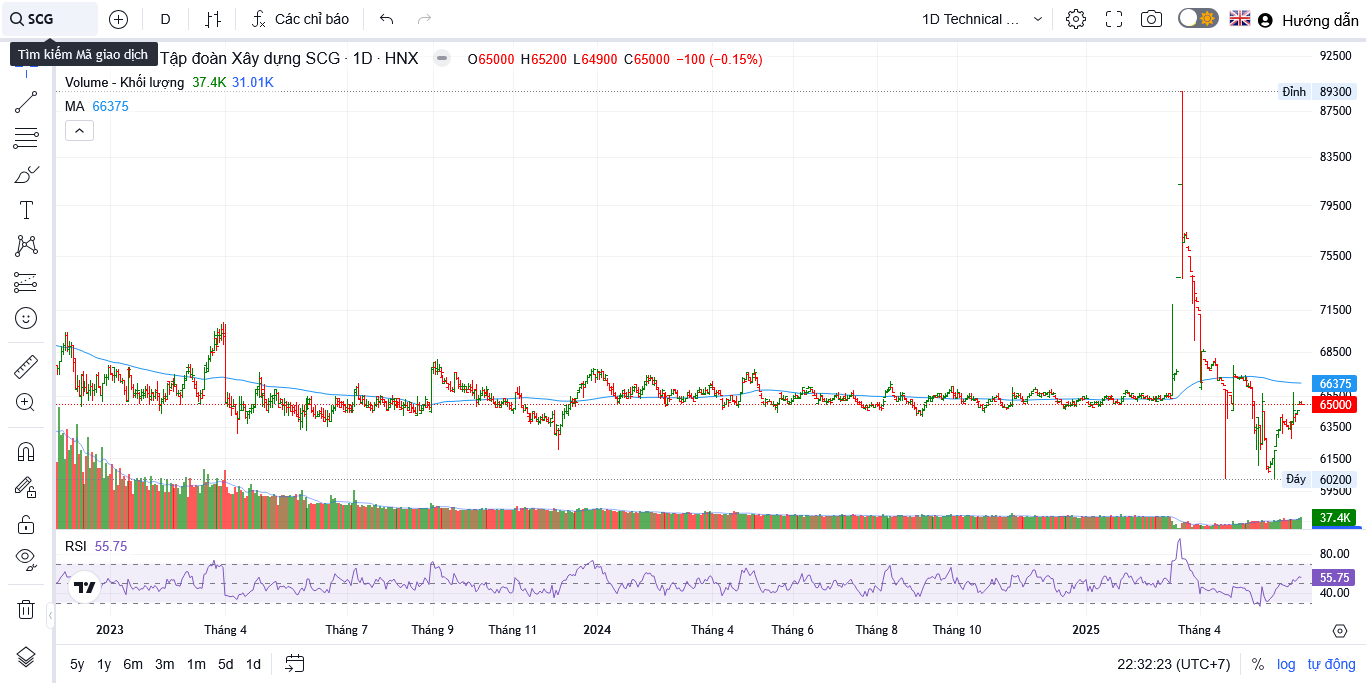 SCG D Các chỉ báo 1D Technical ... Hướng dẫn
Tìm kiếm Mã giao dịch
Tập đoàn Xây dựng SCG · 1D · HNX O65000 H65200 L64900 C65000 −100 (−0.15%)
Volume - Khối lượng 37.4K 31.01K
MA 66375
92500
Đỉnh 89300
87500
83500
79500
75500
71500
68500
66375
65000
63500
61500
Đáy 60200
59500
37.4K
RSI 55.75
80.00
55.75
40.00
2023 Tháng 4 Tháng 7 Tháng 9 Tháng 11 2024 Tháng 4 Tháng 6 Tháng 8 Tháng 10 2025 Tháng 4
5y 1y 6m 3m 1m 5d 1d 22:32:23 (UTC+7) % log tự động